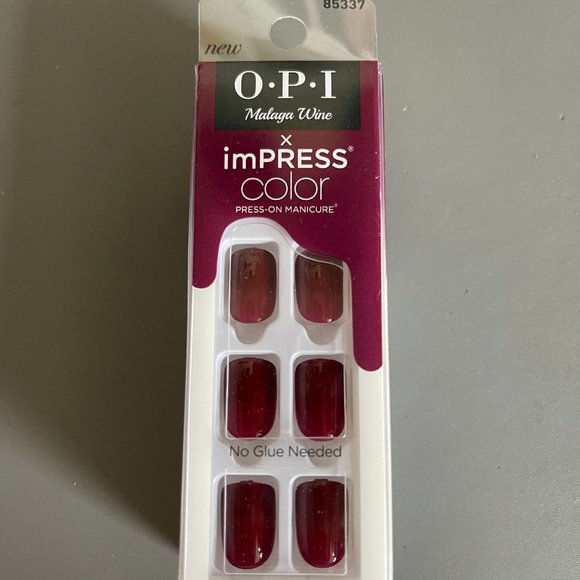 85337
new
O·P·I
Malaga Wine
x
imPRESS®
color
PRESS-ON MANICURE®
No Glue Needed